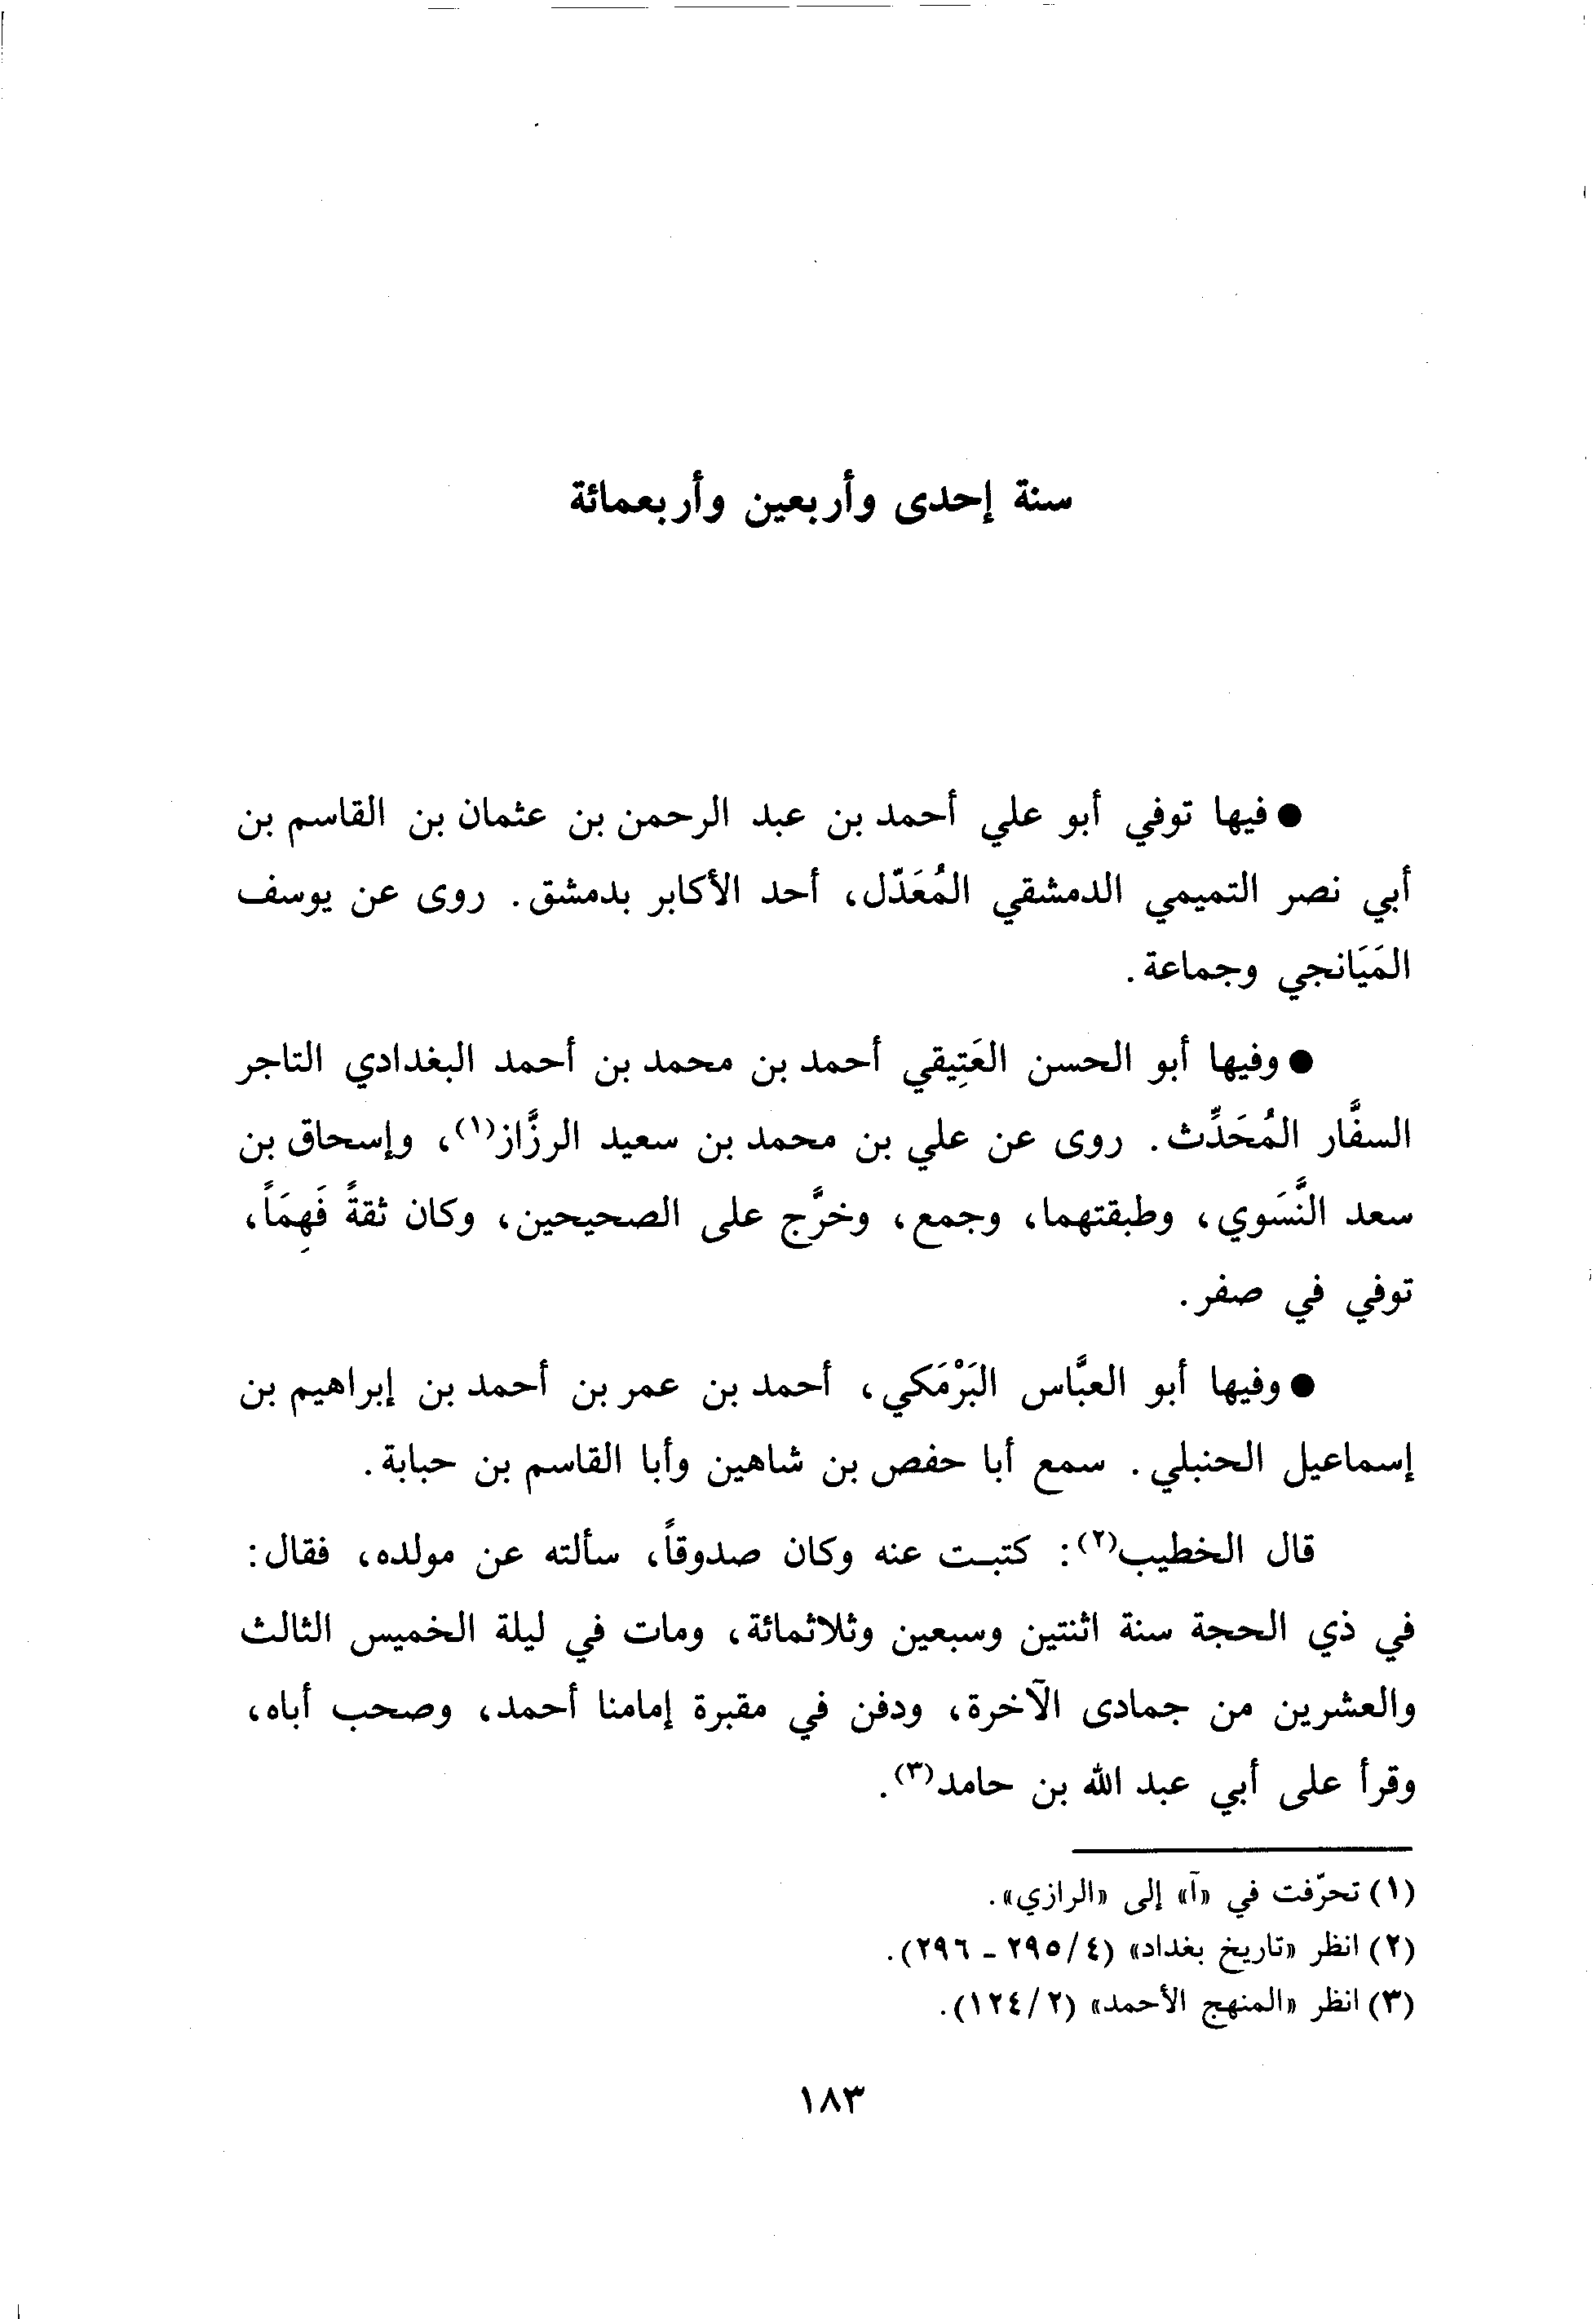 سنة إحدى وأربعين وأربعمائة
● فيها توفي أبو علي أحمد بن عبد الرحمن بن عثمان بن القاسم بن
أبي نصر التميمي الدمشقي المُعَدّل، أحد الأكابر بدمشق. روى عن يوسف
المَيَانجي وجماعة.
● وفيها أبو الحسن العَتِيقي أحمد بن محمد بن أحمد البغدادي التاجر
السفَّار المُحَدِّث. روى عن علي بن محمد بن سعيد الرزَّاز(١)، وإسحاق بن
سعد النَّسَوي، وطبقتهما، وجمع، وخرَّج على الصحيحين، وكان ثقةً فَهِمَاً،
توفي في صفر.
● وفيها أبو العبَّاس البَرْمَكي، أحمد بن عمر بن أحمد بن إبراهيم بن
إسماعيل الحنبلي. سمع أبا حفص بن شاهين وأبا القاسم بن حبابة.
قال الخطيب(٢): كتبت عنه وكان صدوقاً، سألته عن مولده، فقال:
في ذي الحجة سنة اثنتين وسبعين وثلاثمائة، ومات في ليلة الخميس الثالث
والعشرين من جمادى الآخرة، ودفن في مقبرة إمامنا أحمد، وصحب أباه،
وقرأ على أبي عبد الله بن حامد(٣).
(١) تحرّفت في «آ» إلى «الرازي».
(٢) انظر «تاريخ بغداد» (٤/٢٩٥ - ٢٩٦).
(٣) انظر «المنهج الأحمد» (٢/١٢٤).
١٨٣